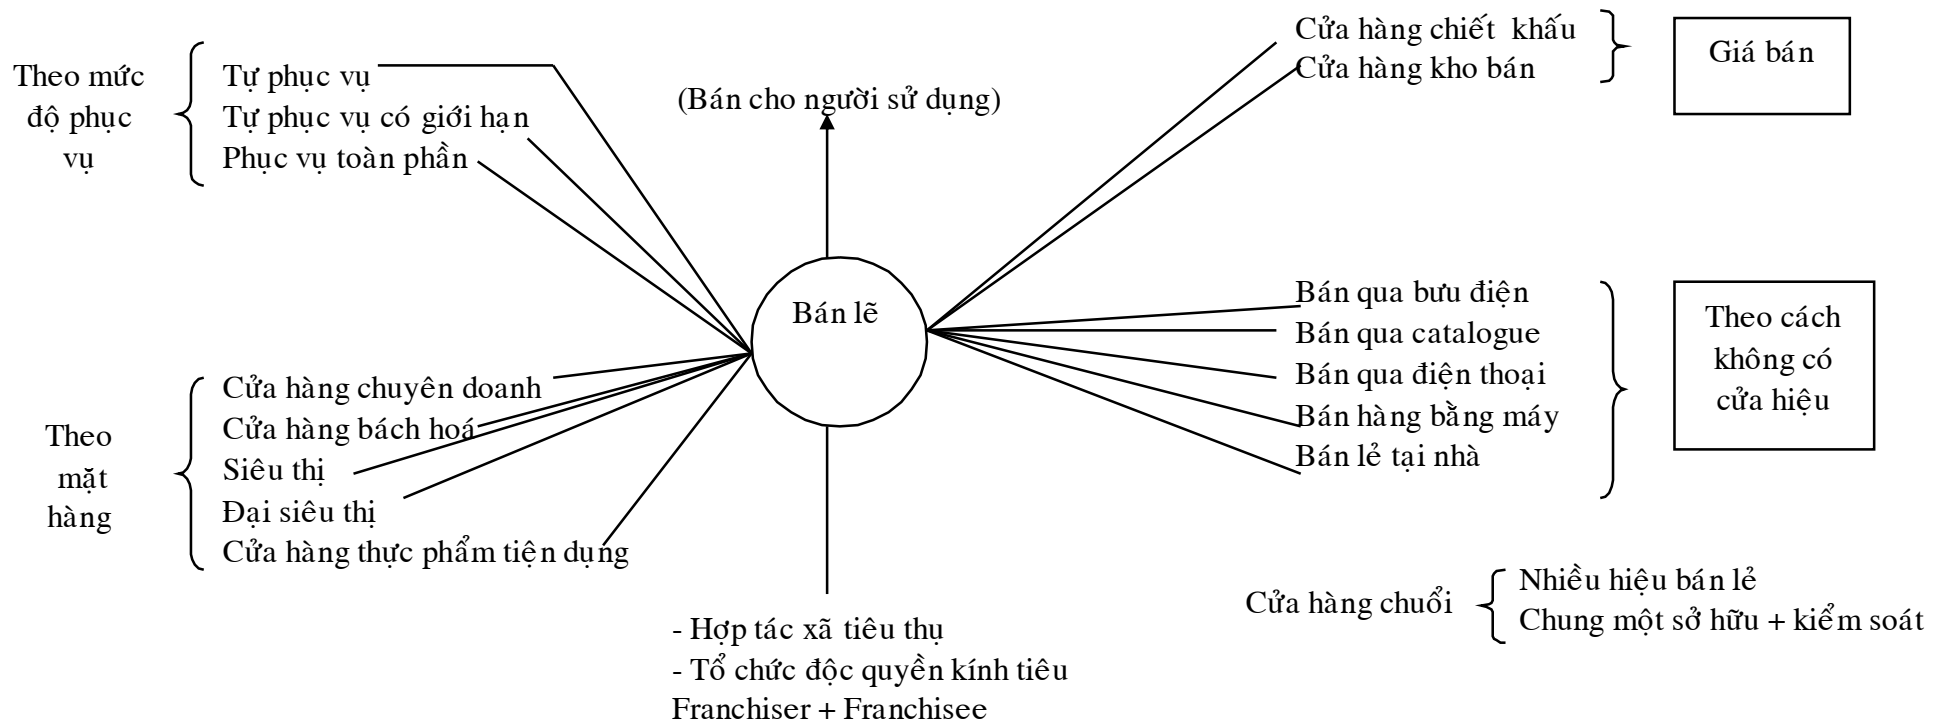 Theo mức
độ phục
vụ
Tự phục vụ
Tự phục vụ có giới hạn
Phục vụ toàn phần
(Bán cho người sử dụng)
Cửa hàng chiết khấu
Cửa hàng kho bán
Giá bán
Bán lẽ
Bán qua bưu điện
Bán qua catalogue
Bán qua điện thoại
Bán hàng bằng máy
Bán lẻ tại nhà
Theo cách
không có
cửa hiệu
Theo
mặt
hàng
Cửa hàng chuyên doanh
Cửa hàng bách hoá
Siêu thị
Đại siêu thị
Cửa hàng thực phẩm tiện dụng
Cửa hàng chuổi
Nhiều hiệu bán lẻ
Chung một sở hữu + kiểm soát
- Hợp tác xã tiêu thụ
- Tổ chức độc quyền kính tiêu
Franchiser + Franchisee